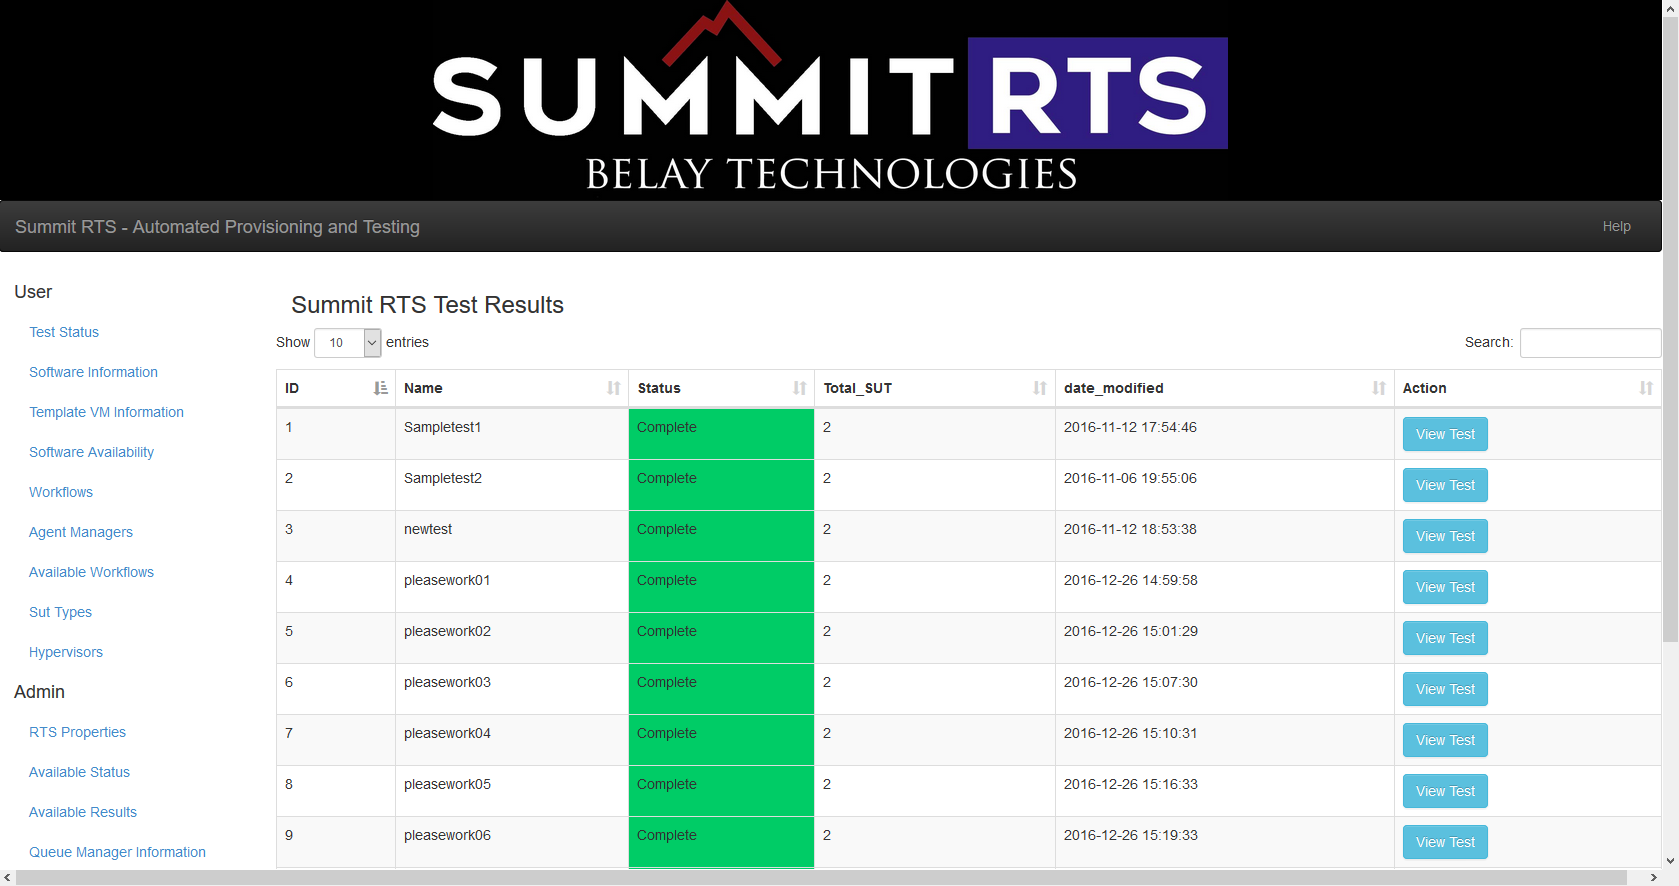 SUMMIT RTS
BELAY TECHNOLOGIES
Summit RTS - Automated Provisioning and Testing Help
User
Test Status
Software Information
Template VM Information
Software Availability
Workflows
Agent Managers
Available Workflows
Sut Types
Hypervisors
Admin
RTS Properties
Available Status
Available Results
Queue Manager Information
Summit RTS Test Results
Show 10 entries Search:
ID Name Status Total_SUT date_modified Action
1 Sampletest1 Complete 2 2016-11-12 17:54:46 View Test
2 Sampletest2 Complete 2 2016-11-06 19:55:06 View Test
3 newtest Complete 2 2016-11-12 18:53:38 View Test
4 pleasework01 Complete 2 2016-12-26 14:59:58 View Test
5 pleasework02 Complete 2 2016-12-26 15:01:29 View Test
6 pleasework03 Complete 2 2016-12-26 15:07:30 View Test
7 pleasework04 Complete 2 2016-12-26 15:10:31 View Test
8 pleasework05 Complete 2 2016-12-26 15:16:33 View Test
9 pleasework06 Complete 2 2016-12-26 15:19:33 View Test